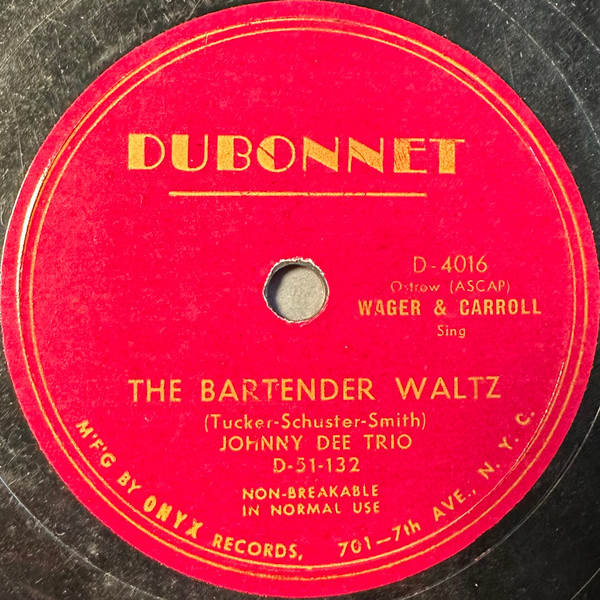 DUBONNET
D-4016
Ostrow (ASCAP)
WAGER & CARROLL
Sing
THE BARTENDER WALTZ
(Tucker-Schuster-Smith)
JOHNNY DEE TRIO
D-51-132
NON-BREAKABLE
IN NORMAL USE
M'F'G BY ONYX RECORDS, 701—7th AVE., N. Y. C.